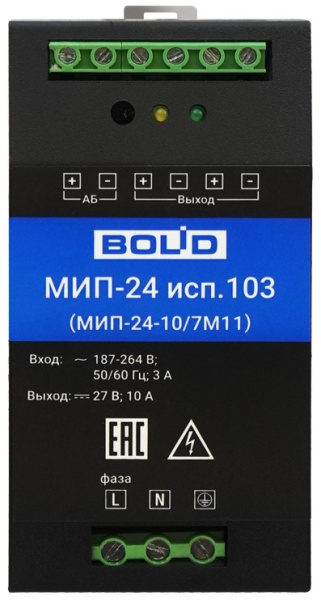 + - + - + -
АБ Выход
BOLID
МИП-24 исп.103
(МИП-24-10/7М11)
Вход: ~ 187-264 В;
50/60 Гц; 3 А
Выход: ⎓ 27 В; 10 А
EAC
фаза
L N